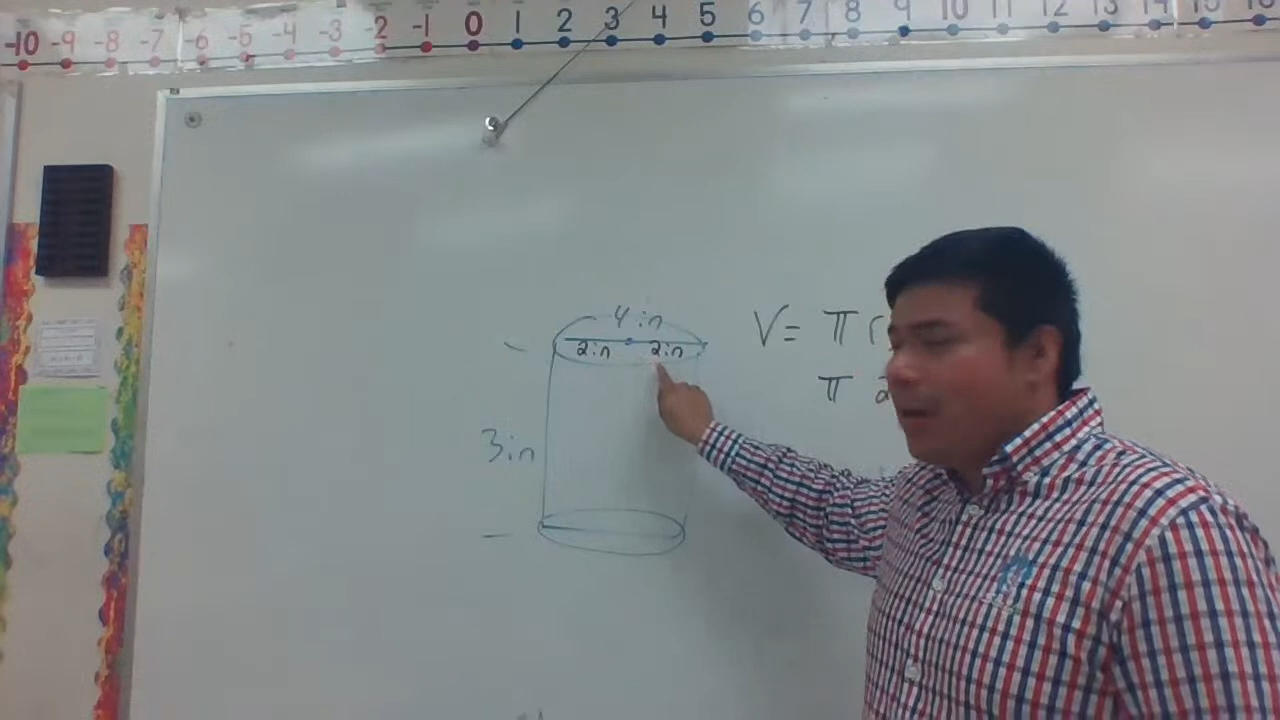 -10 -9 -8 -7 -6 -5 -4 -3 -2 -1 0 1 2 3 4 5 6 7 8 9 10 11 12 13 14 15
4 in
2in 2in
V= π r
π 2
3in